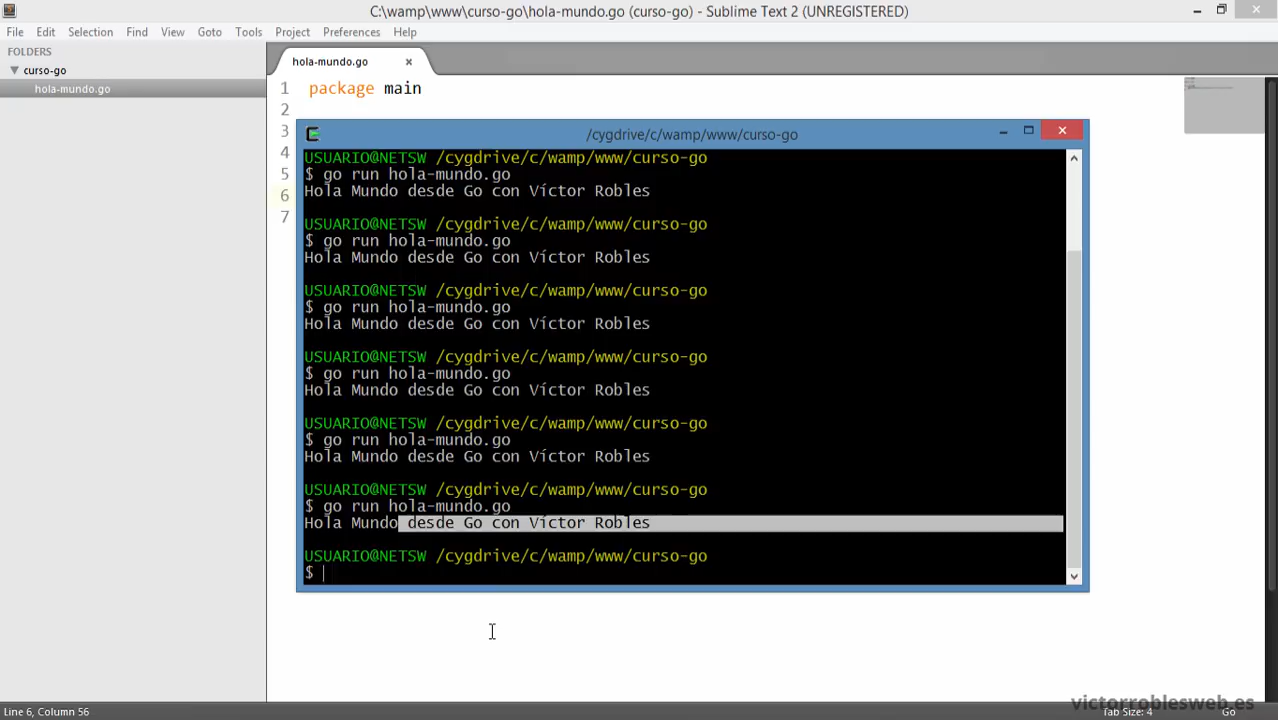 C:\wamp\www\curso-go\hola-mundo.go (curso-go) - Sublime Text 2 (UNREGISTERED)
File Edit Selection Find View Goto Tools Project Preferences Help
FOLDERS
curso-go
hola-mundo.go
hola-mundo.go
1 package main
2
3
4
5
6
7
/cygdrive/c/wamp/www/curso-go
USUARIO@NETSW /cygdrive/c/wamp/www/curso-go
$ go run hola-mundo.go
Hola Mundo desde Go con Víctor Robles
USUARIO@NETSW /cygdrive/c/wamp/www/curso-go
$ go run hola-mundo.go
Hola Mundo desde Go con Víctor Robles
USUARIO@NETSW /cygdrive/c/wamp/www/curso-go
$ go run hola-mundo.go
Hola Mundo desde Go con Víctor Robles
USUARIO@NETSW /cygdrive/c/wamp/www/curso-go
$ go run hola-mundo.go
Hola Mundo desde Go con Víctor Robles
USUARIO@NETSW /cygdrive/c/wamp/www/curso-go
$ go run hola-mundo.go
Hola Mundo desde Go con Víctor Robles
USUARIO@NETSW /cygdrive/c/wamp/www/curso-go
$ go run hola-mundo.go
Hola Mundo desde Go con Víctor Robles
USUARIO@NETSW /cygdrive/c/wamp/www/curso-go
$
victorroblesweb.es
Line 6, Column 56 Tab Size: 4 Go